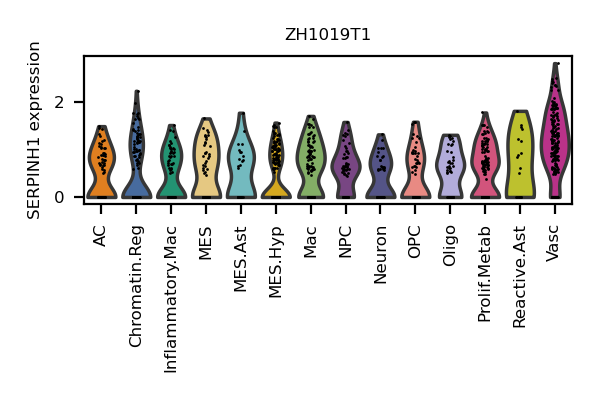 ZH1019T1
SERPINH1 expression
2
0
AC
Chromatin.Reg
Inflammatory.Mac
MES
MES.Ast
MES.Hyp
Mac
NPC
Neuron
OPC
Oligo
Prolif.Metab
Reactive.Ast
Vasc